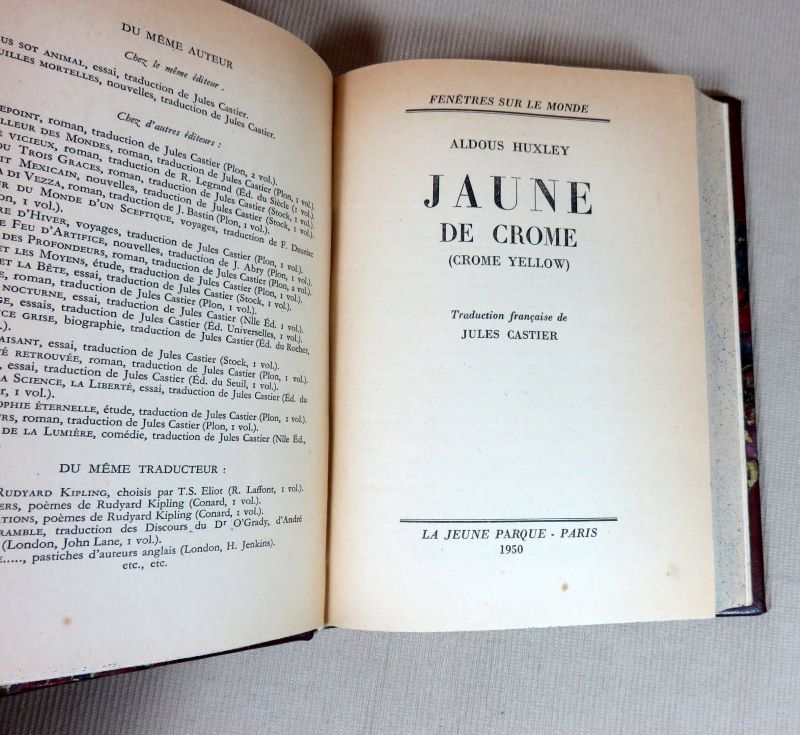 DU MÊME AUTEUR
Chez le même éditeur.
US SOT ANIMAL, essai, traduction de Jules Castier.
UILLES MORTELLES, nouvelles, traduction de Jules Castier.
Chez d'autres éditeurs :
EPOINT, roman, traduction de Jules Castier (Plon, 2 vol.).
LLEUR DES MONDES, roman, traduction de Jules Castier (Plon, 1 vol.).
E VICIEUX, roman, traduction de R. Legrand (Éd. du Siècle (1 vol.).
OU TROIS GRACES, roman, traduction de Jules Castier (Stock, 1 vol.).
IT MEXICAIN, nouvelles, traduction de Jules Castier (Stock, 1 vol.).
A DI VEZZA, roman, traduction de J. Bastin (Plon, 1 vol.).
UR DU MONDE D'UN SCEPTIQUE, voyages, traduction de F.
on, 1 vol.).
RE D'HIVER, voyages, traduction de Jules Castier (Plon, 1 vol.).
E FEU D'ARTIFICE, nouvelles, traduction de J. Abry (Plon, 2 vol.).
DES PROFONDEURS, roman, traduction de Jules Castier (Plon, 1 vol.).
ET LES MOYENS, étude, traduction de Jules Castier (Plon, 1 vol.).
ET LA BÊTE, essai, traduction de Jules Castier (Stock, 1 vol.).
E, roman, traduction de Jules Castier (Plon, 1 vol.).
NOCTURNE, essai, traduction de Jules Castier (Nlle Éd. 1 vol.).
GE, essais, traduction de Jules Castier (Éd. Universelles, 1 vol.).
NCE GRISE, biographie, traduction de Jules Castier (Éd. du Rocher,
.).
AISANT, essai, traduction de Jules Castier (Stock, 1 vol.).
TÉ RETROUVÉE, roman, traduction de Jules Castier (Plon, 1 vol.).
, essai, traduction de Jules Castier (Éd. du Seuil, 1 vol.).
A SCIENCE, LA LIBERTÉ, essai, traduction de Jules Castier (Éd. du
r, 1 vol.).
OPHIE ÉTERNELLE, étude, traduction de Jules Castier (Plon, 1 vol.).
RS, roman, traduction de Jules Castier (Plon, 1 vol.).
DE LA LUMIÈRE, comédie, traduction de Jules Castier (Nlle Éd.,
DU MÊME TRADUCTEUR :
RUDYARD KIPLING, choisis par T.S. Eliot (R. Laffont, 1 vol.).
ERS, poèmes de Rudyard Kipling (Conard, 1 vol.).
TIONS, poèmes de Rudyard Kipling (Conard, 1 vol.).
RAMBLE, traduction des Discours du Dr O'Grady, d'André
(London, John Lane, 1 vol.).
E....., pastiches d'auteurs anglais (London, H. Jenkins).
etc., etc.
FENÊTRES SUR LE MONDE
ALDOUS HUXLEY
JAUNE
DE CROME
(CROME YELLOW)
Traduction française de
JULES CASTIER
LA JEUNE PARQUE - PARIS
1950